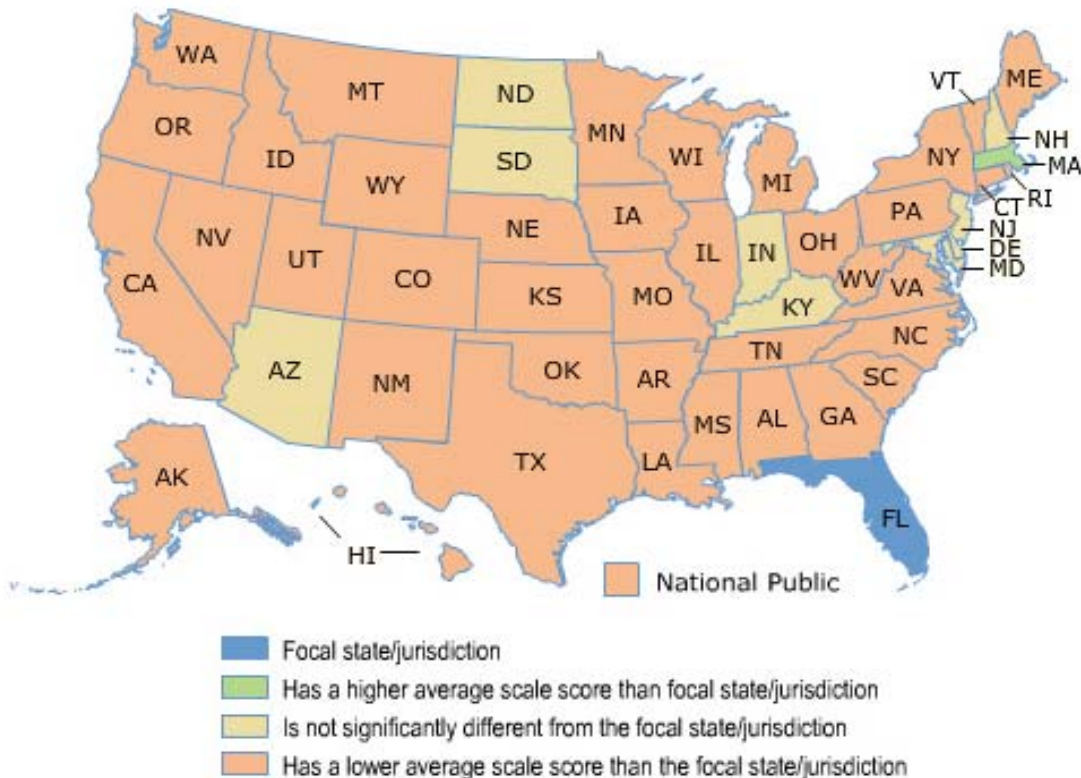 WA
MT
ND
MN
VT
ME
OR
ID
SD
WI
NY
NH
MA
WY
MI
RI
CT
NV
UT
NE
IA
PA
NJ
CA
CO
IL
IN
OH
DE
MD
KS
MO
WV
VA
KY
AZ
NM
OK
AR
TN
NC
SC
MS
AL
GA
TX
LA
AK
FL
HI
National Public
Focal state/jurisdiction
Has a higher average scale score than focal state/jurisdiction
Is not significantly different from the focal state/jurisdiction
Has a lower average scale score than the focal state/jurisdiction